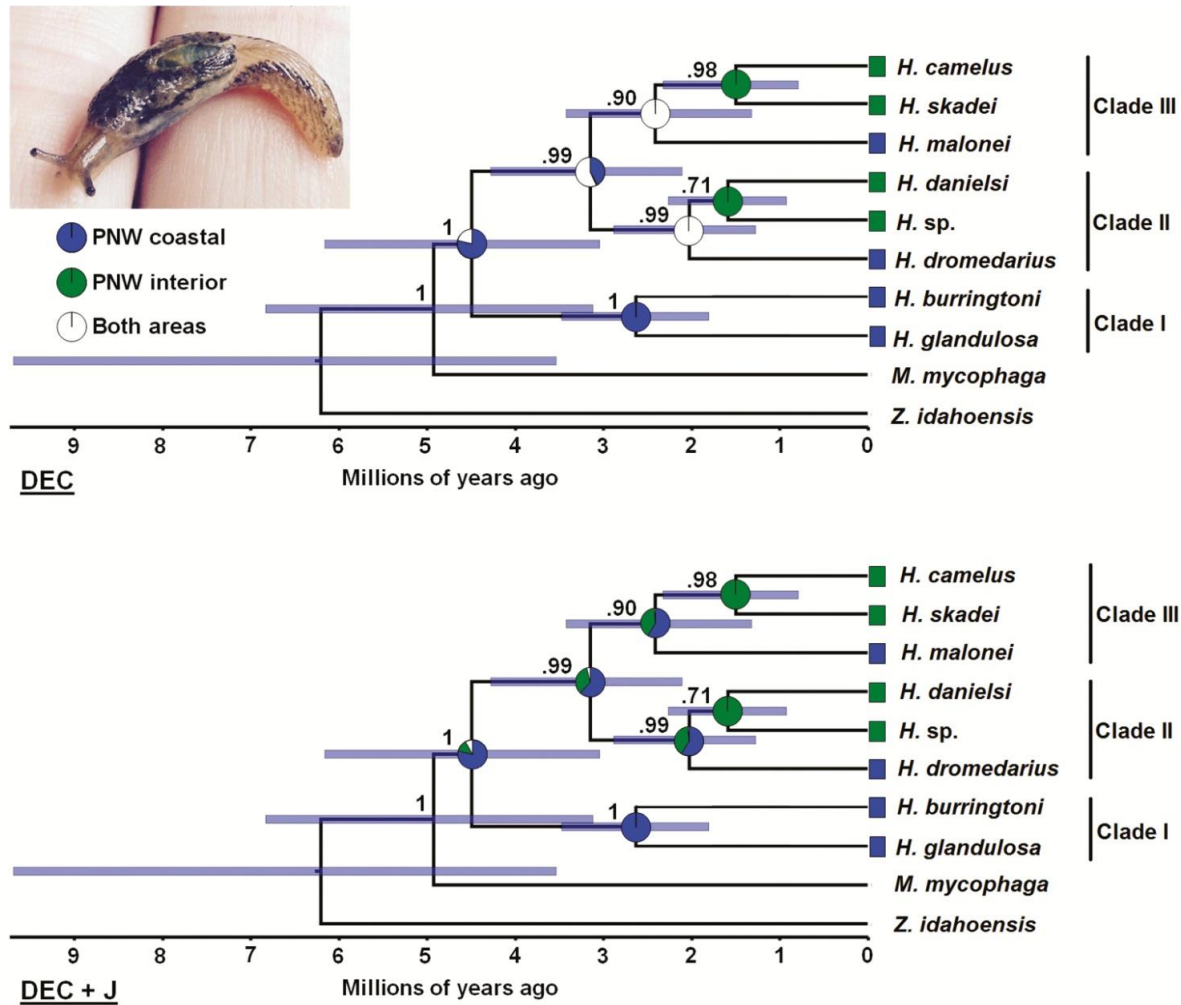 PNW coastal
PNW interior
Both areas
.98
.90
.99
.71
.99
1
1
1
H. camelus
H. skadei
H. malonei
H. danielsi
H. sp.
H. dromedarius
H. burringtoni
H. glandulosa
M. mycophaga
Z. idahoensis
Clade III
Clade II
Clade I
9 8 7 6 5 4 3 2 1 0
DEC
Millions of years ago
.98
.90
.99
.71
.99
1
1
1
H. camelus
H. skadei
H. malonei
H. danielsi
H. sp.
H. dromedarius
H. burringtoni
H. glandulosa
M. mycophaga
Z. idahoensis
Clade III
Clade II
Clade I
9 8 7 6 5 4 3 2 1 0
DEC + J
Millions of years ago